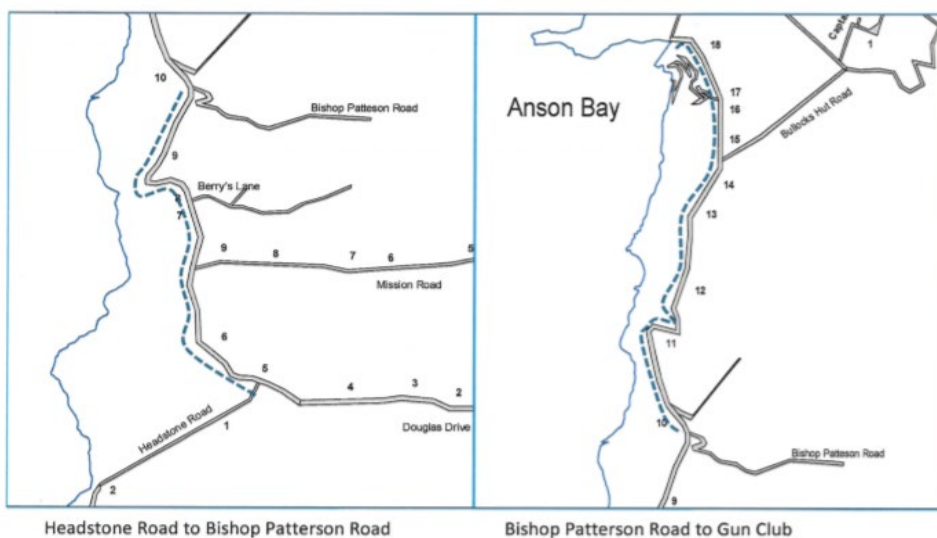 10
Bishop Patteson Road
9
Berry's Lane
7
9
8
7
6
5
Mission Road
6
5
4
3
2
Headstone Road
1
Douglas Drive
2
Headstone Road to Bishop Patterson Road
18
1
17
16
Anson Bay
15
Bullocks Hut Road
14
13
12
11
10
Bishop Patteson Road
9
Bishop Patterson Road to Gun Club